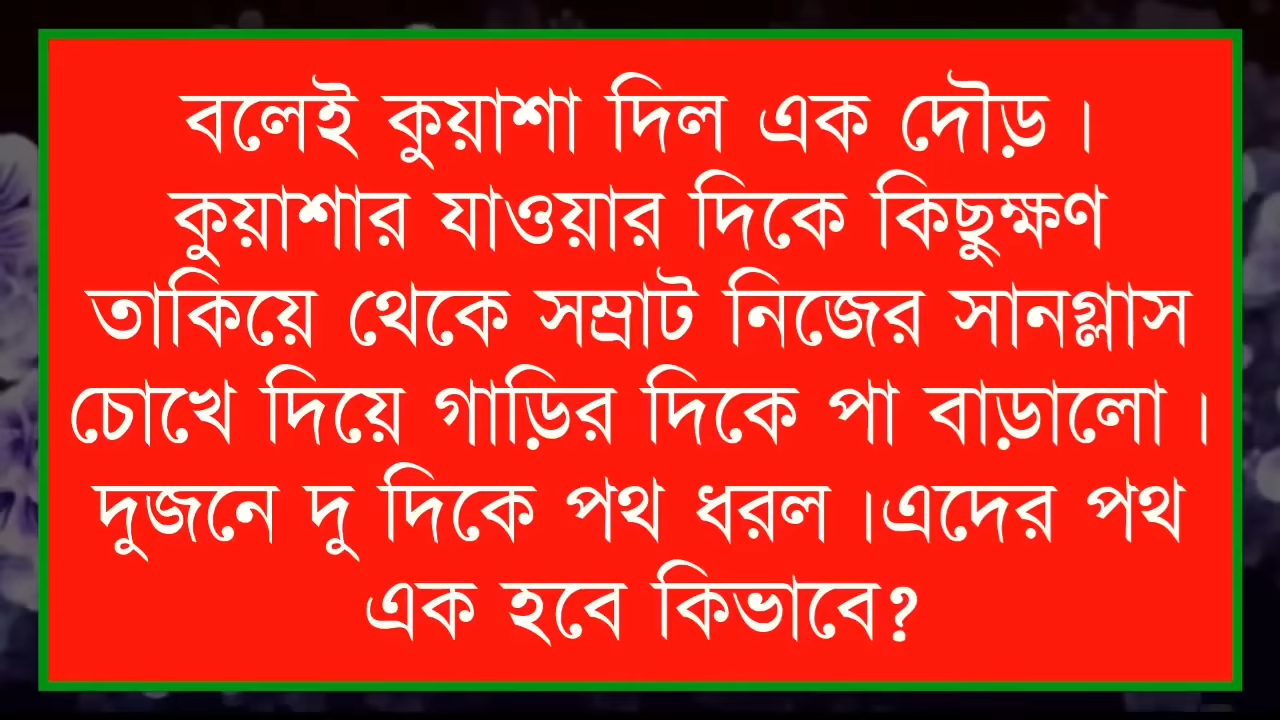 বলেই কুয়াশা দিল এক দৌড় ।
কুয়াশার যাওয়ার দিকে কিছুক্ষণ
তাকিয়ে থেকে সম্রাট নিজের সানগ্লাস
চোখে দিয়ে গাড়ির দিকে পা বাড়ালো ।
দুজনে দু দিকে পথ ধরল ।এদের পথ
এক হবে কিভাবে?